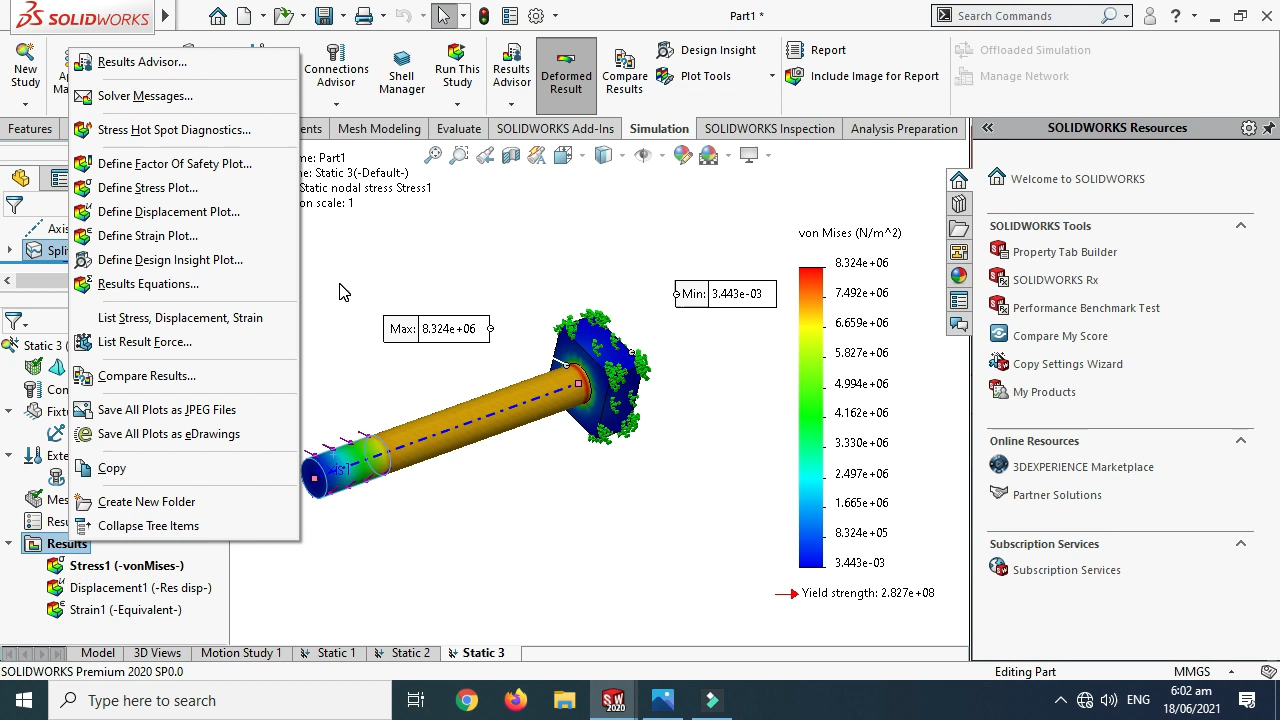 SOLIDWORKS
Part1 *
Search Commands
New Study
Connections Advisor
Shell Manager
Run This Study
Results Advisor
Deformed Result
Compare Results
Design Insight
Plot Tools
Report
Include Image for Report
Offloaded Simulation
Manage Network
Features
Mesh Modeling
Evaluate
SOLIDWORKS Add-Ins
Simulation
SOLIDWORKS Inspection
Analysis Preparation
SOLIDWORKS Resources
Results Advisor...
Solver Messages...
Stress Hot Spot Diagnostics...
Define Factor Of Safety Plot...
Define Stress Plot...
Define Displacement Plot...
Define Strain Plot...
Define Design Insight Plot...
Results Equations...
List Stress, Displacement, Strain
List Result Force...
Compare Results...
Save All Plots as JPEG Files
Save All Plots as eDrawings
Copy
Create New Folder
Collapse Tree Items
Axis
Spli
Static 3
Con
Fixt
Exte
Mes
Resu
Results
Stress1 (-vonMises-)
Displacement1 (-Res disp-)
Strain1 (-Equivalent-)
me: Part1
ne: Static 3(-Default-)
Static nodal stress Stress1
on scale: 1
Max: 8.324e+06
Min: 3.443e-03
is1
von Mises (N/m^2)
8.324e+06
7.492e+06
6.659e+06
5.827e+06
4.994e+06
4.162e+06
3.330e+06
2.497e+06
1.665e+06
8.324e+05
3.443e-03
Yield strength: 2.827e+08
Welcome to SOLIDWORKS
SOLIDWORKS Tools
Property Tab Builder
SOLIDWORKS Rx
Performance Benchmark Test
Compare My Score
Copy Settings Wizard
My Products
Online Resources
3DEXPERIENCE Marketplace
Partner Solutions
Subscription Services
Subscription Services
Model
3D Views
Motion Study 1
Static 1
Static 2
Static 3
SOLIDWORKS Premium 2020 SP0.0
Editing Part
MMGS
Type here to search
SW 2020
ENG
6:02 am
18/06/2021